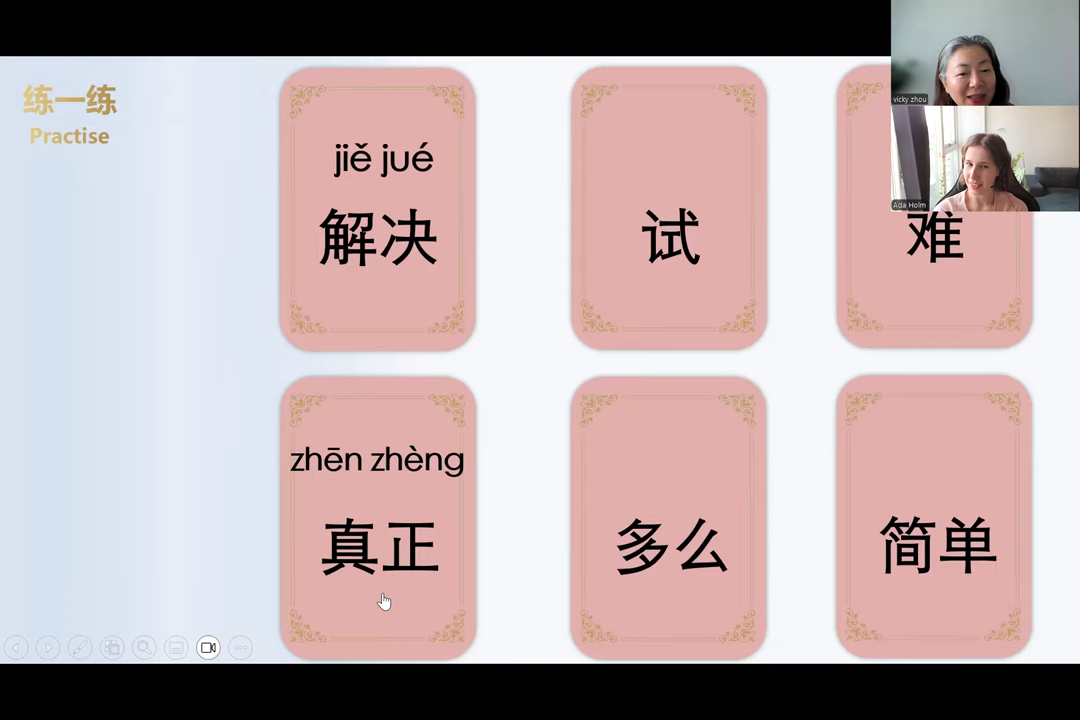 练一练
Practise
jiě jué
解决
试
难
vicky zhou
Ada Holm
zhēn zhèng
真正
多么
简单